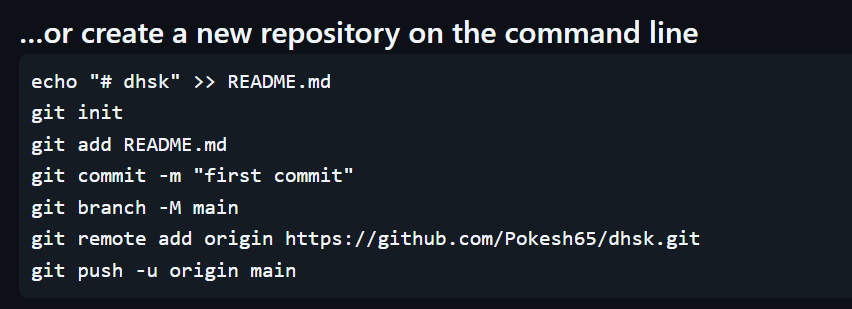 ...or create a new repository on the command line
echo "# dhsk" >> README.md
git init
git add README.md
git commit -m "first commit"
git branch -M main
git remote add origin https://github.com/Pokesh65/dhsk.git
git push -u origin main